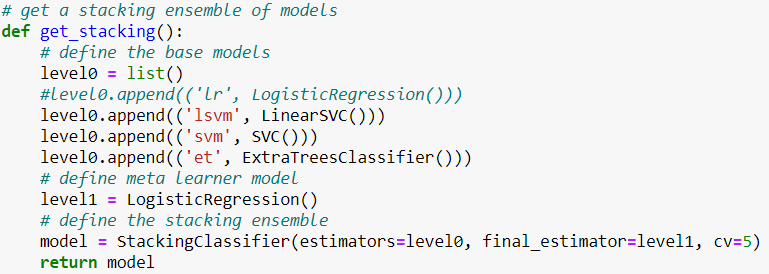 # get a stacking ensemble of models
def get_stacking():
    # define the base models
    level0 = list()
    #level0.append(('lr', LogisticRegression()))
    level0.append(('lsvm', LinearSVC()))
    level0.append(('svm', SVC()))
    level0.append(('et', ExtraTreesClassifier()))
    # define meta learner model
    level1 = LogisticRegression()
    # define the stacking ensemble
    model = StackingClassifier(estimators=level0, final_estimator=level1, cv=5)
    return model